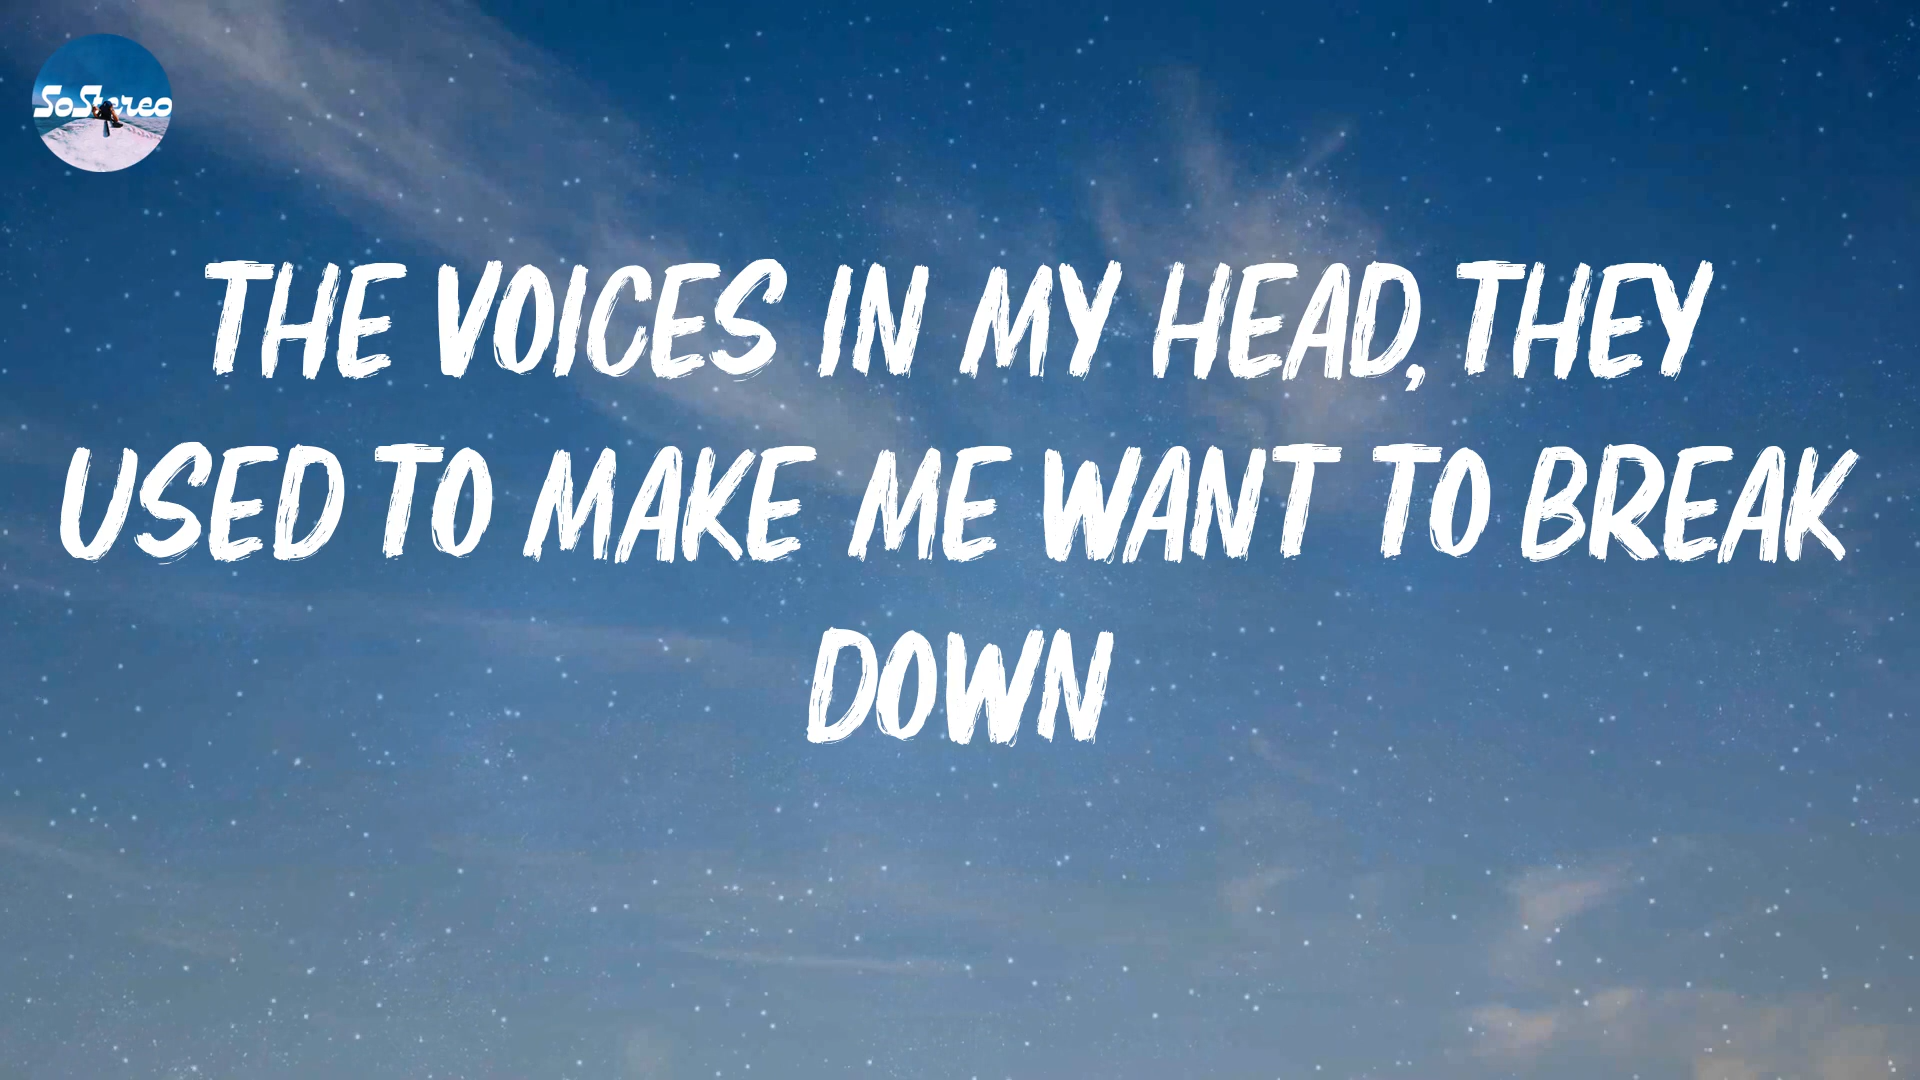 SoStereo
THE VOICES IN MY HEAD, THEY
USED TO MAKE ME WANT TO BREAK
DOWN